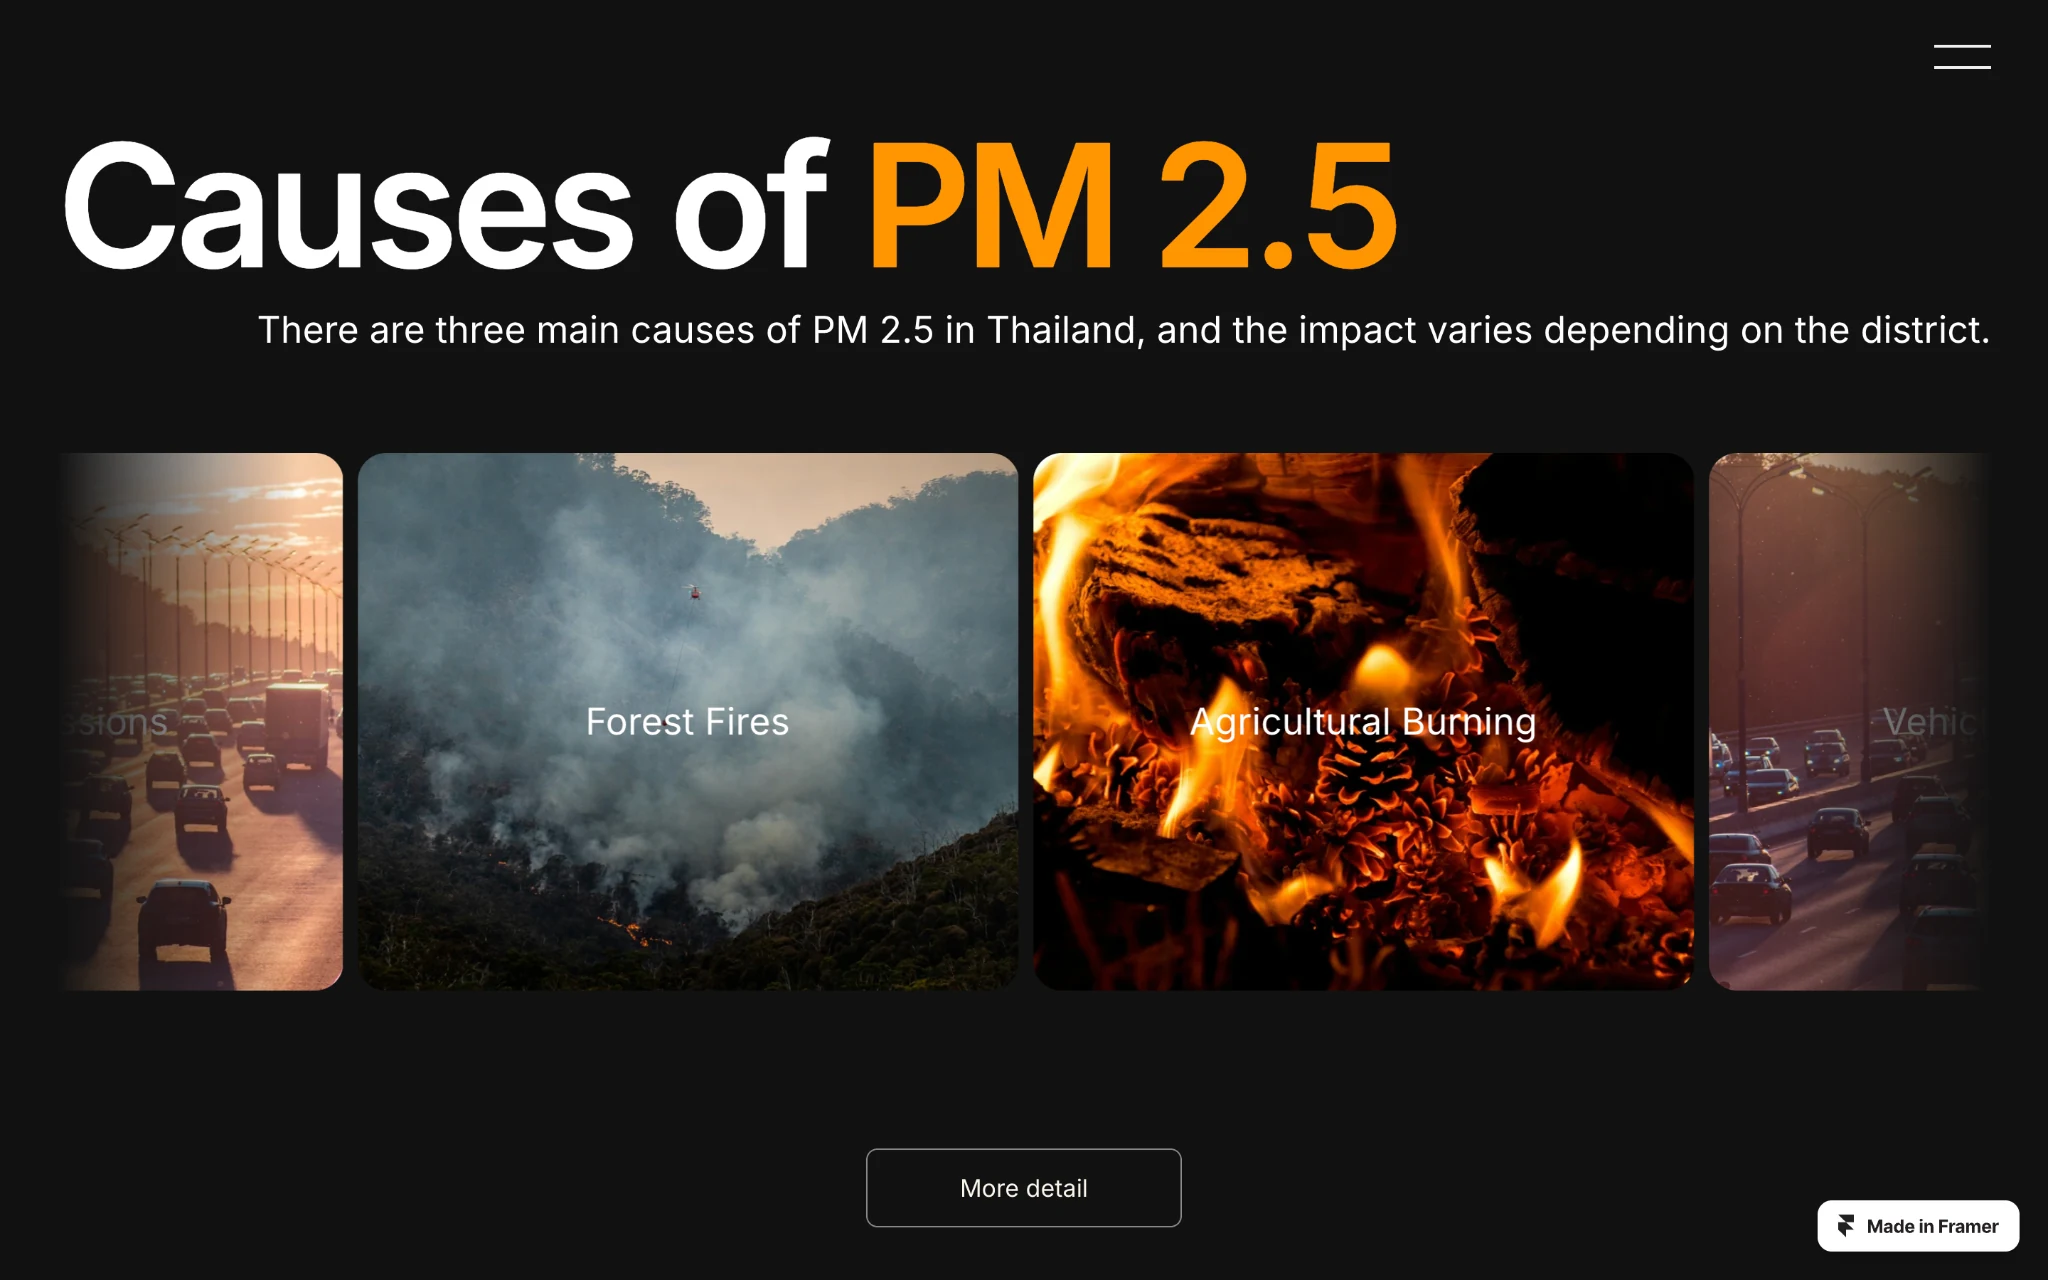 Causes of PM 2.5
There are three main causes of PM 2.5 in Thailand, and the impact varies depending on the district.
Forest Fires
Agricultural Burning
More detail
Made in Framer